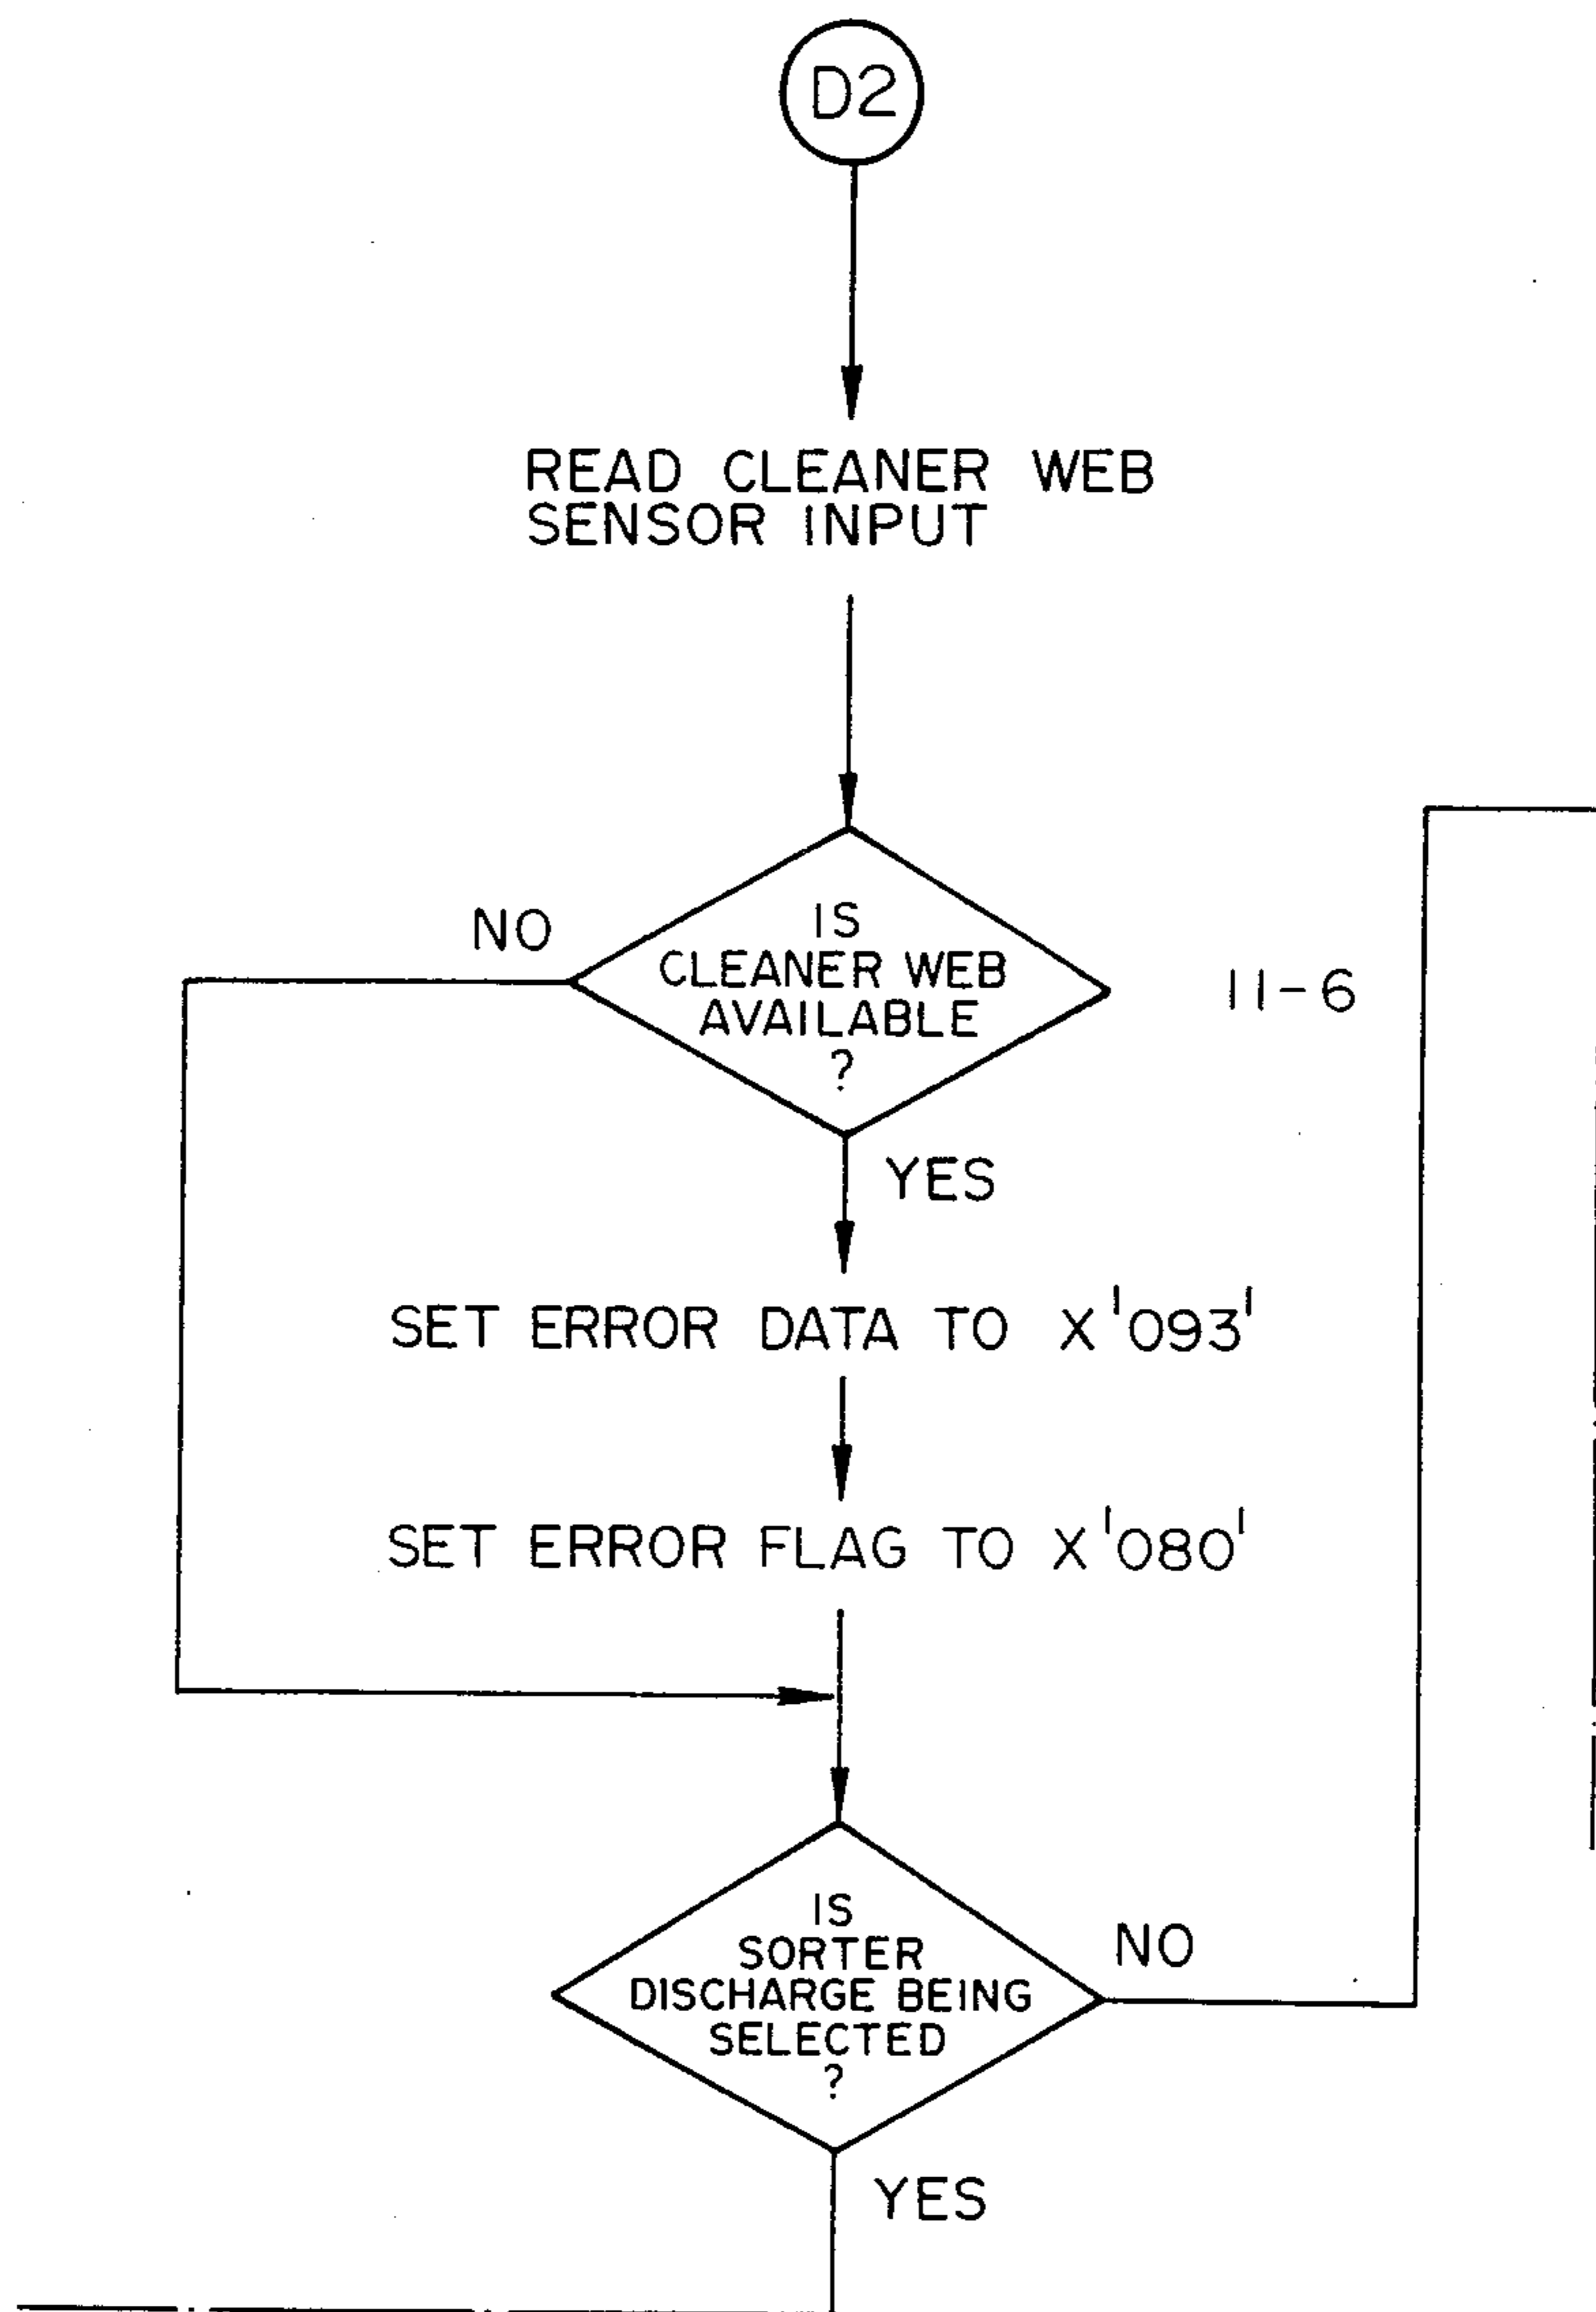 D2
READ CLEANER WEB
SENSOR INPUT
NO
IS
CLEANER WEB
AVAILABLE
?
11-6
YES
SET ERROR DATA TO X'093'
SET ERROR FLAG TO X'080'
IS
SORTER
DISCHARGE BEING
SELECTED
?
NO
YES